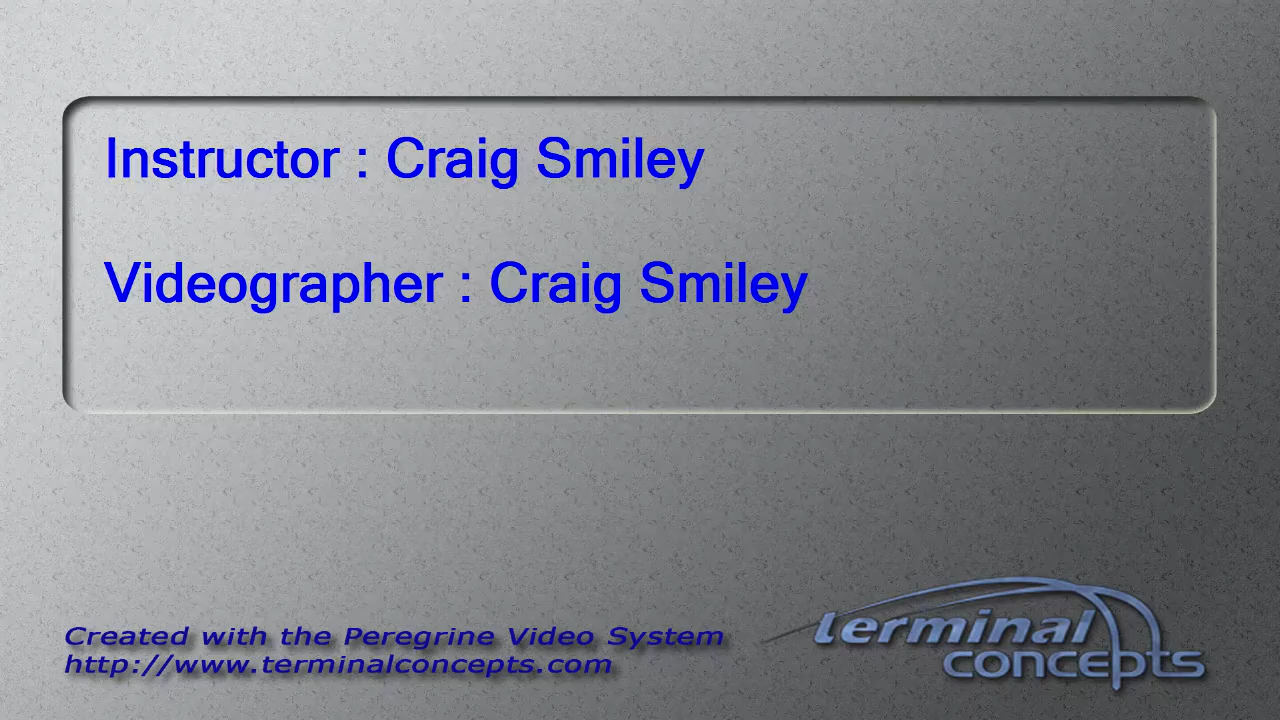 Instructor : Craig Smiley
Videographer : Craig Smiley
Created with the Peregrine Video System
http://www.terminalconcepts.com
terminal
concepts